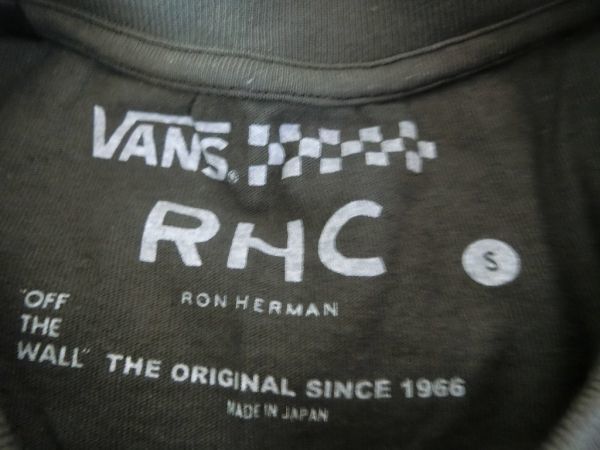 VANS®
RHC
S
RON HERMAN
"OFF
THE
WALL" THE ORIGINAL SINCE 1966
MADE IN JAPAN